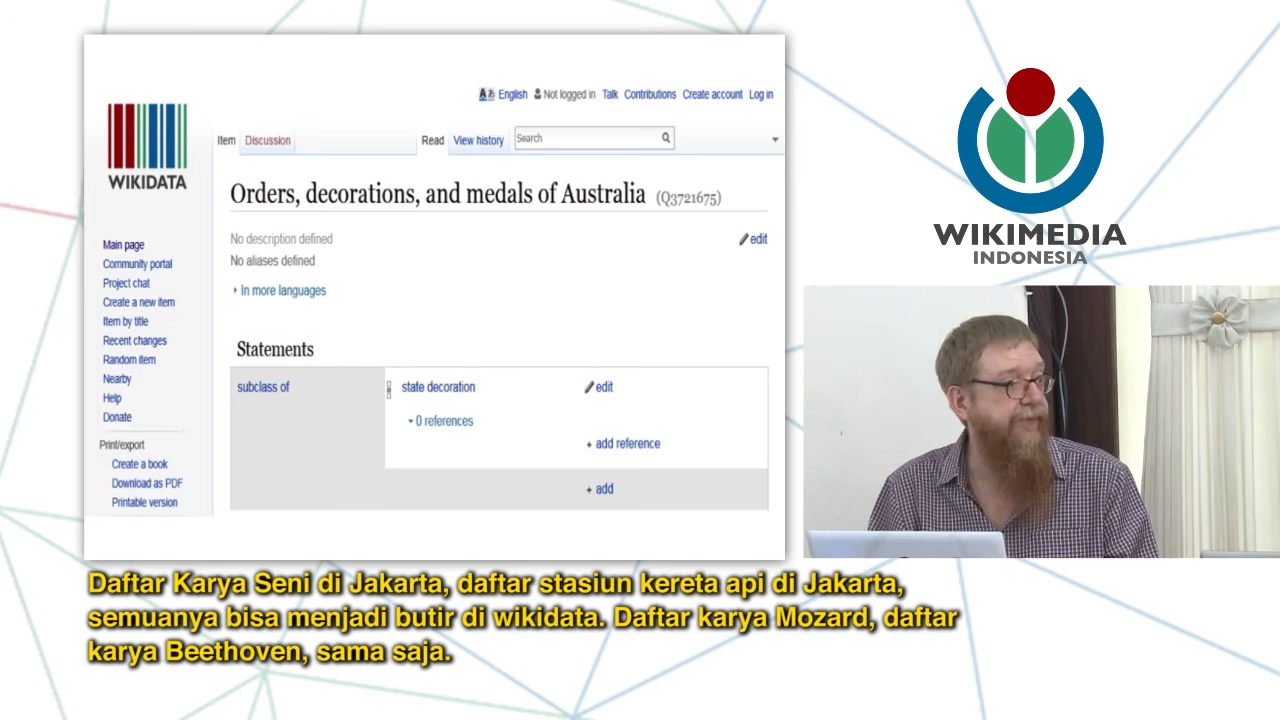 English Not logged in Talk Contributions Create account Log in
WIKIDATA
Item Discussion Read View history Search
Orders, decorations, and medals of Australia (Q3721675)
No description defined edit
No aliases defined
In more languages
Main page
Community portal
Project chat
Create a new item
Item by title
Recent changes
Random item
Nearby
Help
Donate
Print/export
Create a book
Download as PDF
Printable version
Statements
subclass of state decoration edit
0 references
+ add reference
+ add
WIKIMEDIA
INDONESIA
Daftar Karya Seni di Jakarta, daftar stasiun kereta api di Jakarta,
semuanya bisa menjadi butir di wikidata. Daftar karya Mozard, daftar
karya Beethoven, sama saja.